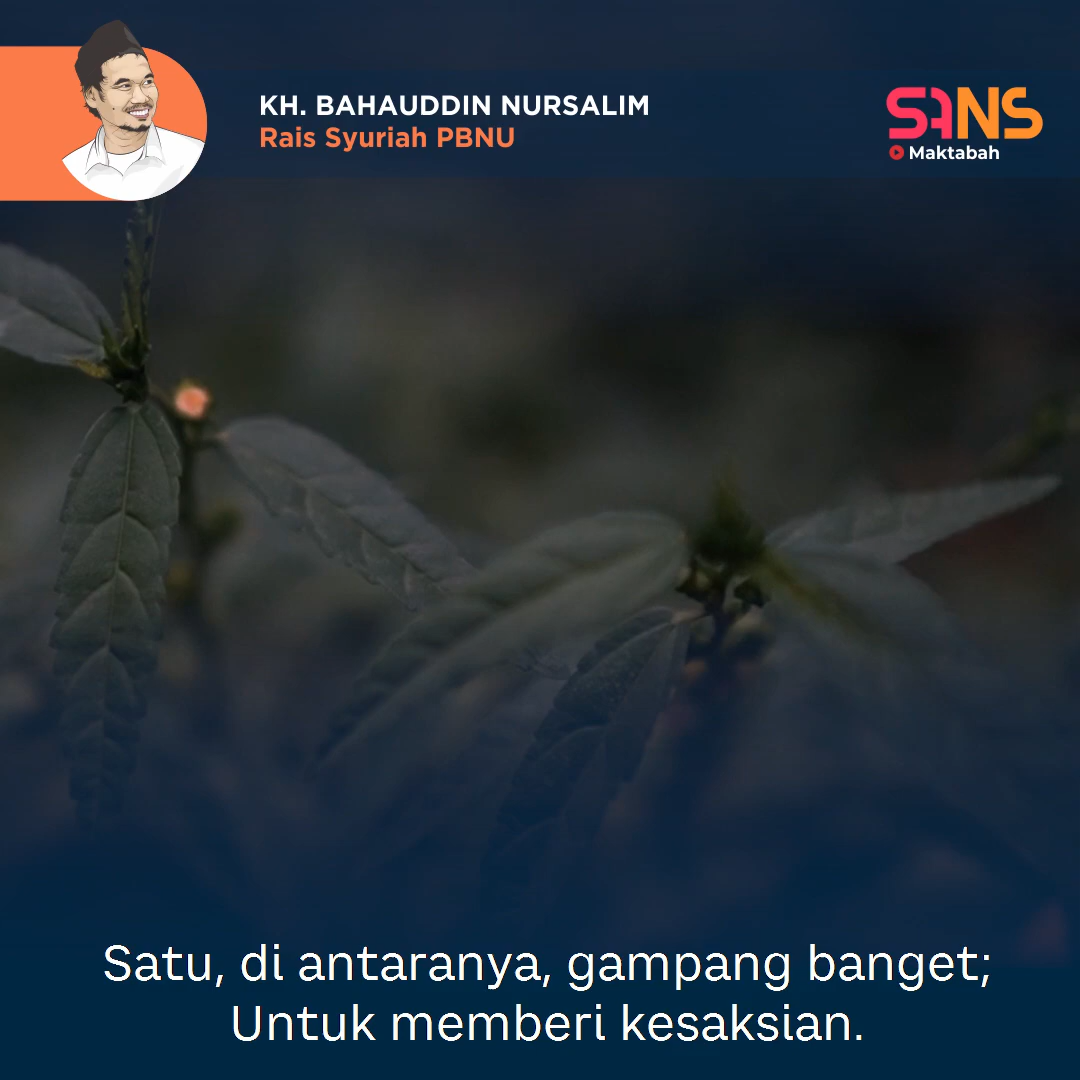 KH. BAHAUDDIN NURSALIM
Rais Syuriah PBNU
SANS
Maktabah
Satu, di antaranya, gampang banget;
Untuk memberi kesaksian.